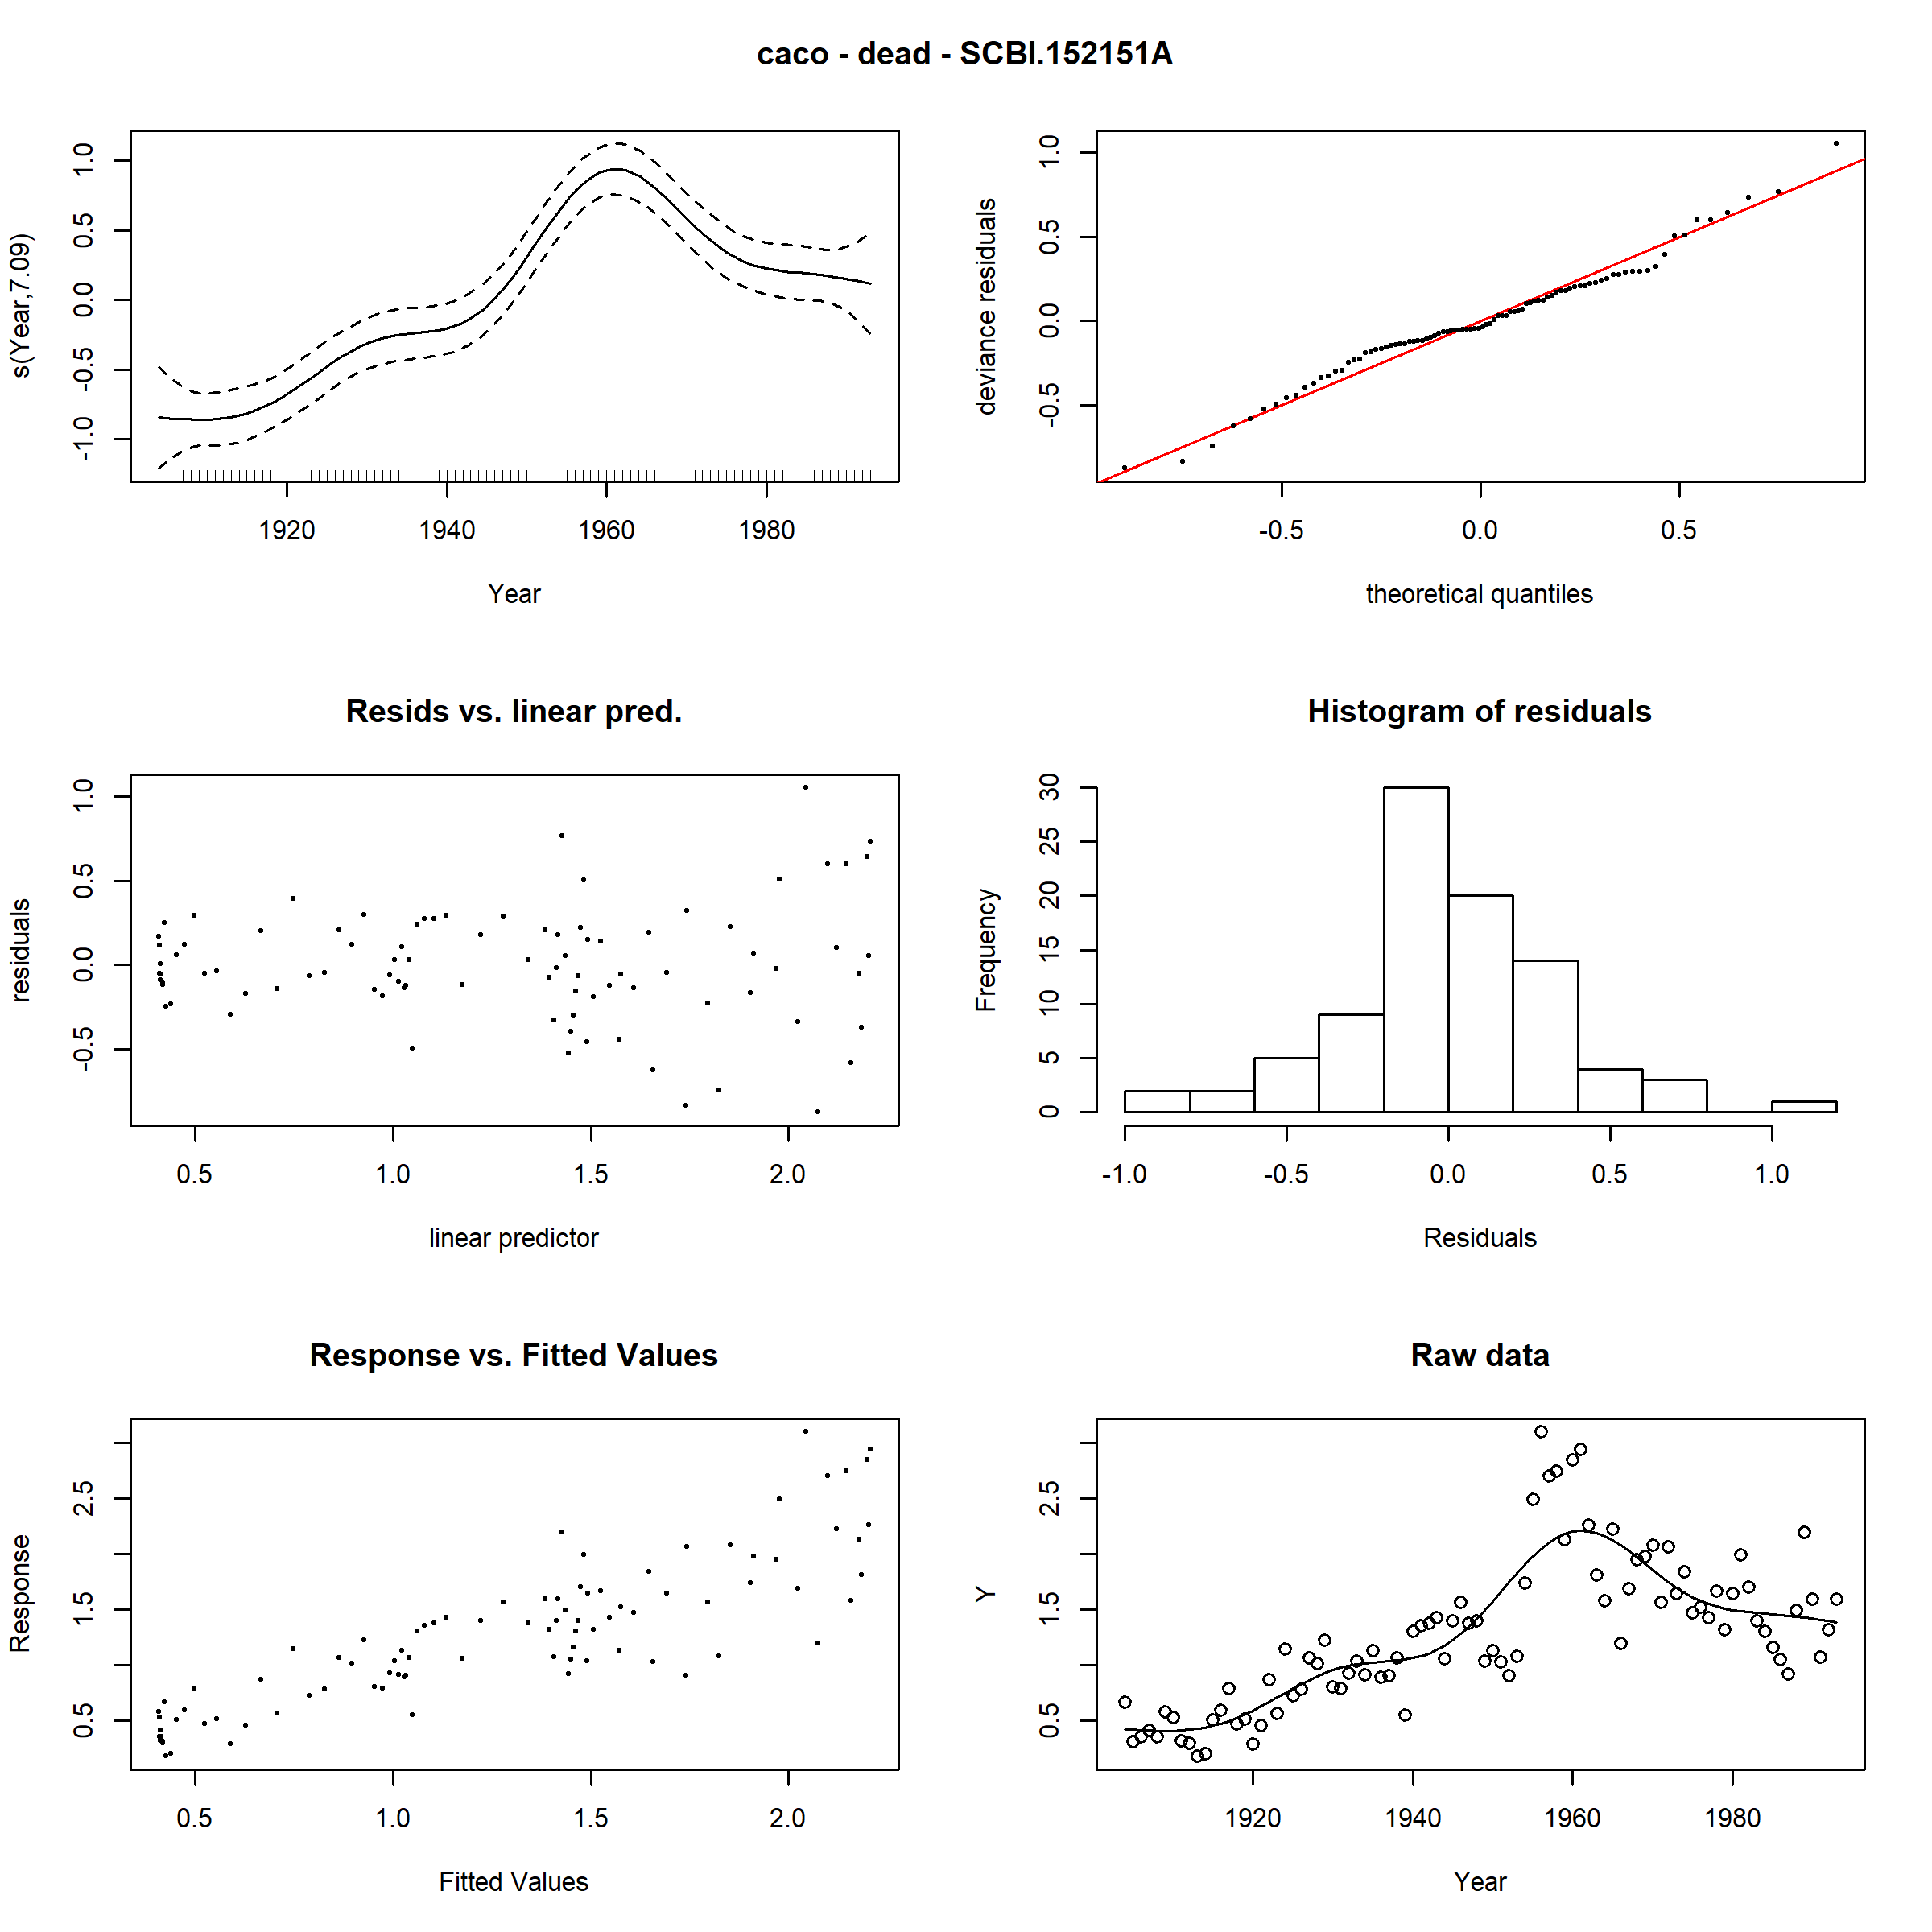 caco - dead - SCBI.152151A
s(Year,7.09)
-1.0 -0.5 0.0 0.5 1.0
1920 1940 1960 1980
Year
deviance residuals
-0.5 0.0 0.5 1.0
-0.5 0.0 0.5
theoretical quantiles
Resids vs. linear pred.
residuals
-0.5 0.0 0.5 1.0
0.5 1.0 1.5 2.0
linear predictor
Histogram of residuals
Frequency
0 5 10 15 20 25 30
-1.0 -0.5 0.0 0.5 1.0
Residuals
Response vs. Fitted Values
Response
0.5 1.5 2.5
0.5 1.0 1.5 2.0
Fitted Values
Raw data
Y
0.5 1.5 2.5
1920 1940 1960 1980
Year